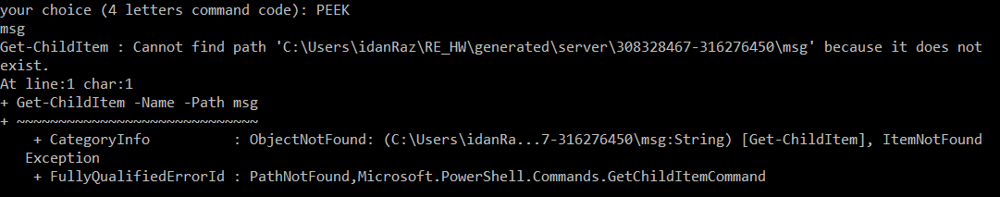 your choice (4 letters command code): PEEK
msg
Get-ChildItem : Cannot find path 'C:\Users\idanRaz\RE_HW\generated\server\308328467-316276450\msg' because it does not
exist.
At line:1 char:1
+ Get-ChildItem -Name -Path msg
+ ~~~~~~~~~~~~~~~~~~~~~~~~~~~~~
    + CategoryInfo          : ObjectNotFound: (C:\Users\idanRa...7-316276450\msg:String) [Get-ChildItem], ItemNotFound
   Exception
    + FullyQualifiedErrorId : PathNotFound,Microsoft.PowerShell.Commands.GetChildItemCommand